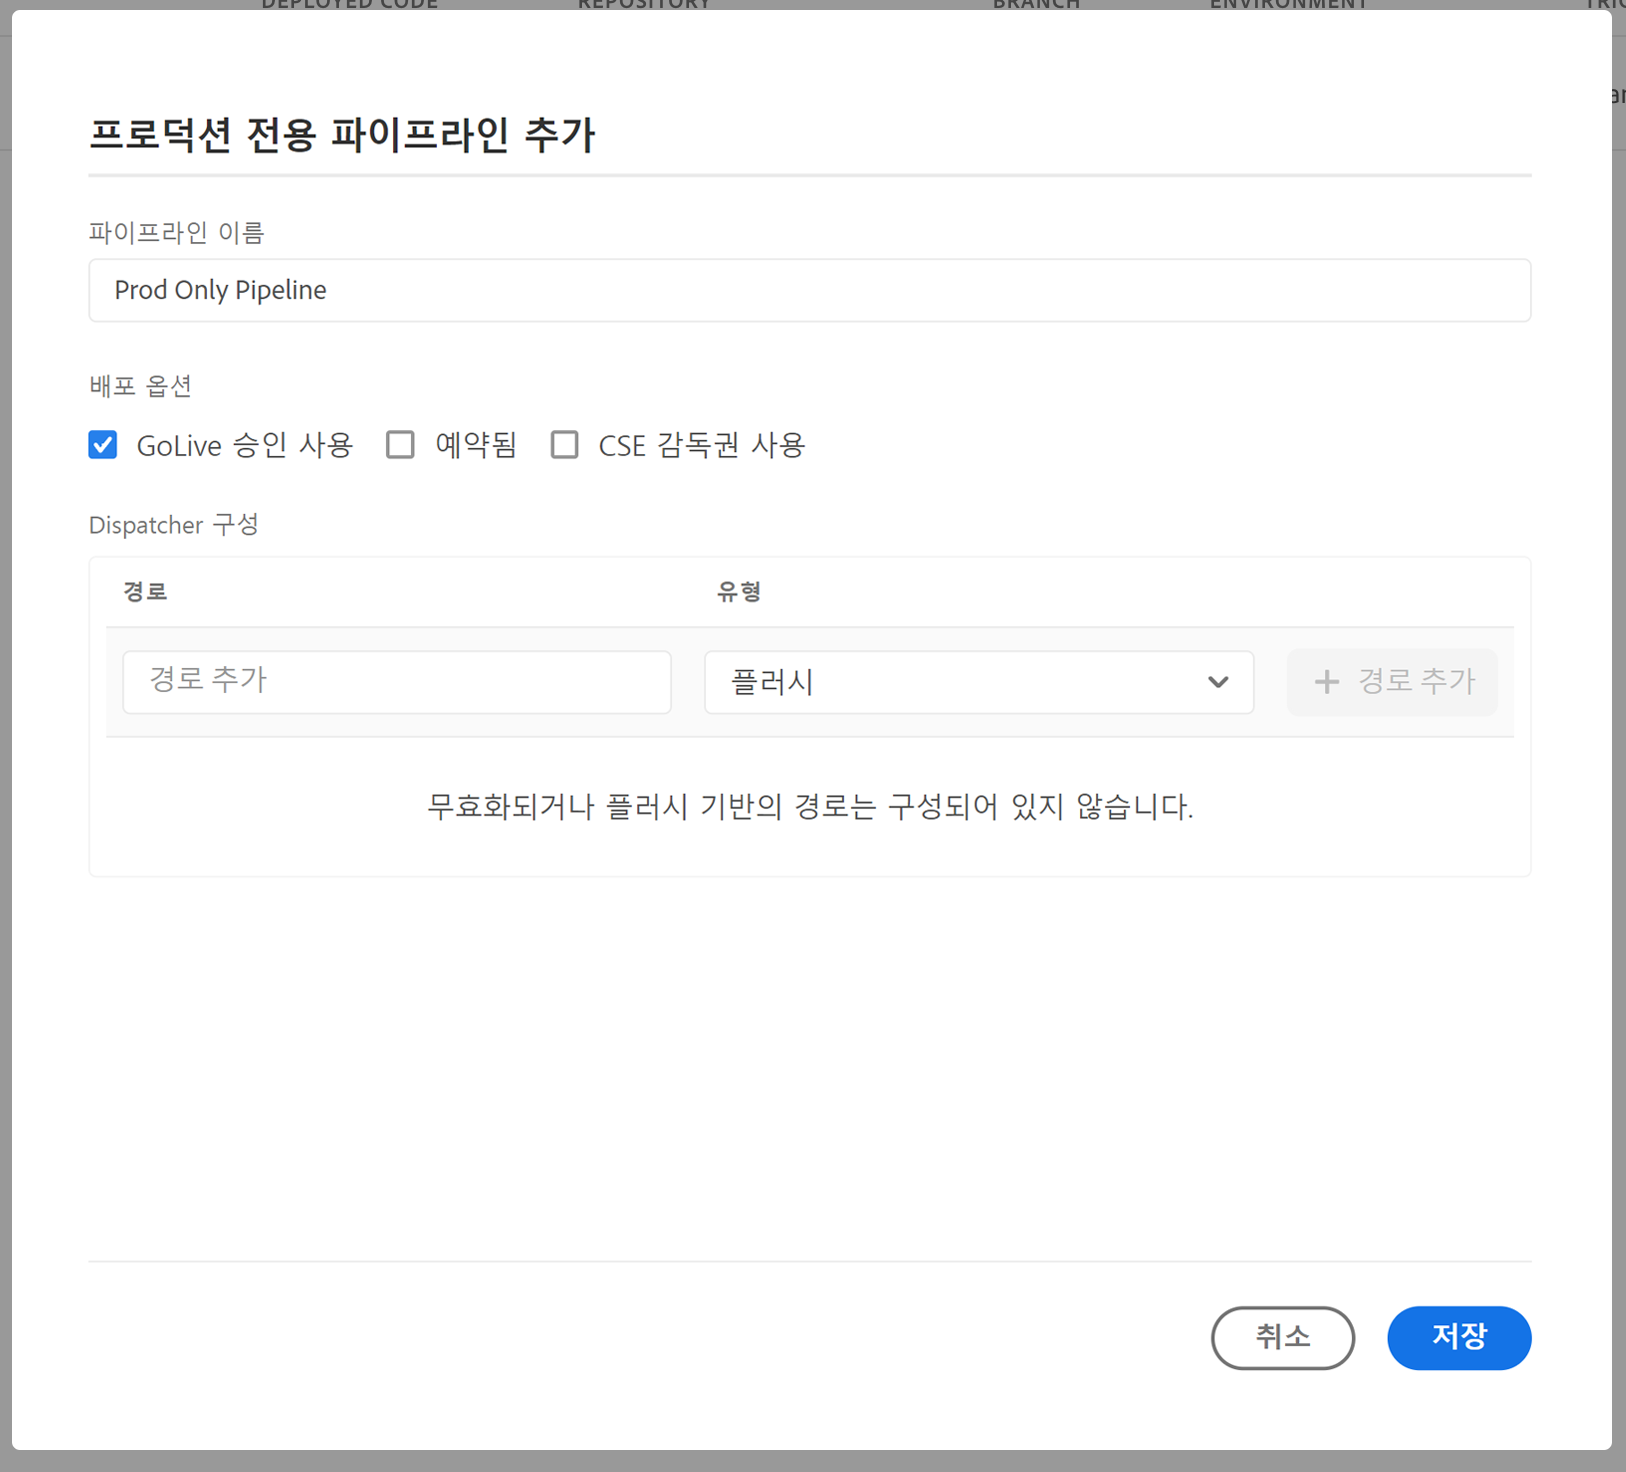 DEPLOYED CODE REPOSITORY BRANCH ENVIRONMENT
프로덕션 전용 파이프라인 추가
파이프라인 이름
Prod Only Pipeline
배포 옵션
GoLive 승인 사용 예약됨 CSE 감독권 사용
Dispatcher 구성
경로 유형
경로 추가 플러시 경로 추가
무효화되거나 플러시 기반의 경로는 구성되어 있지 않습니다.
취소 저장